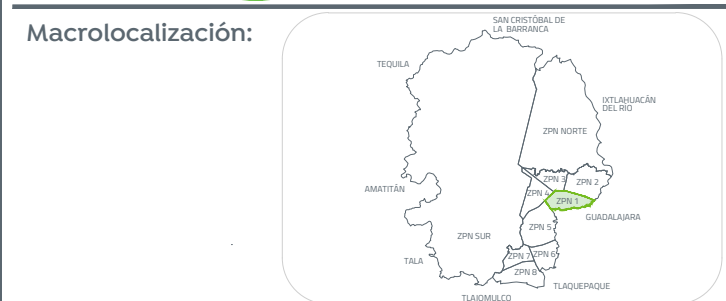 Macrolocalización:
SAN CRISTÓBAL DE
LA BARRANCA
TEQUILA
IXTLAHUACÁN
DEL RÍO
ZPN NORTE
ZPN 3
ZPN 2
AMATITÁN
ZPN 4
ZPN 1
GUADALAJARA
ZPN 5
ZPN SUR
TALA
ZPN 7
ZPN 6
ZPN 8
TLAQUEPAQUE
TLAJOMULCO